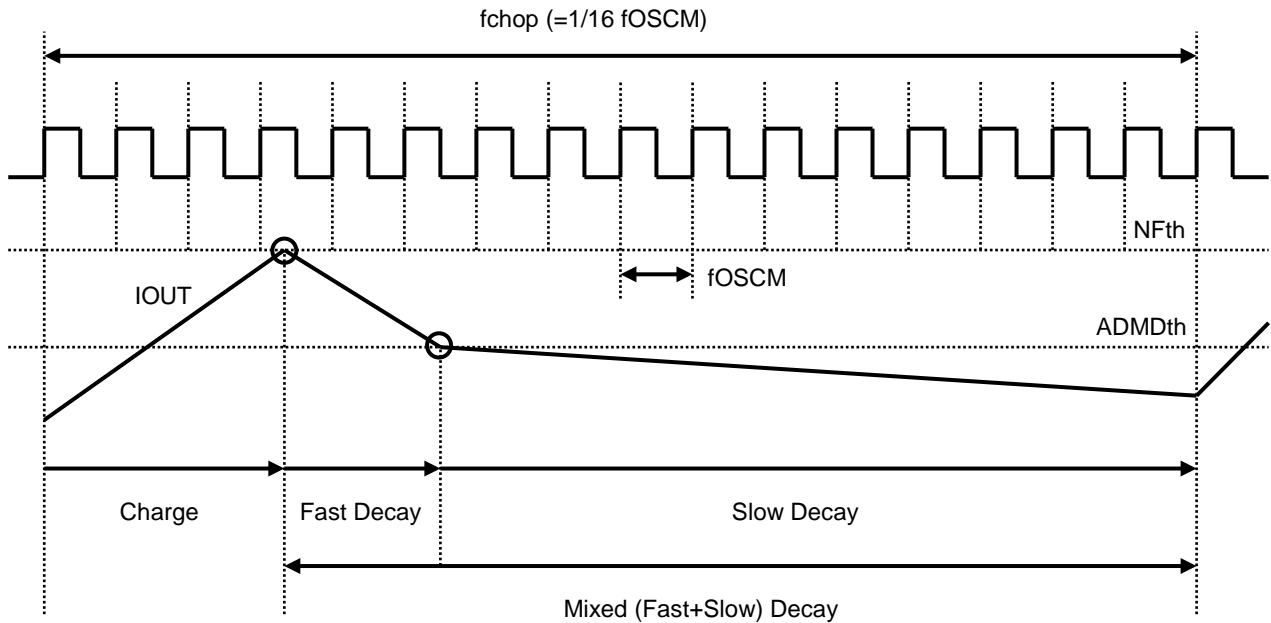 fchop (=1/16 fOSCM)
NFth
fOSCM
IOUT
ADMDth
Charge
Fast Decay
Slow Decay
Mixed (Fast+Slow) Decay